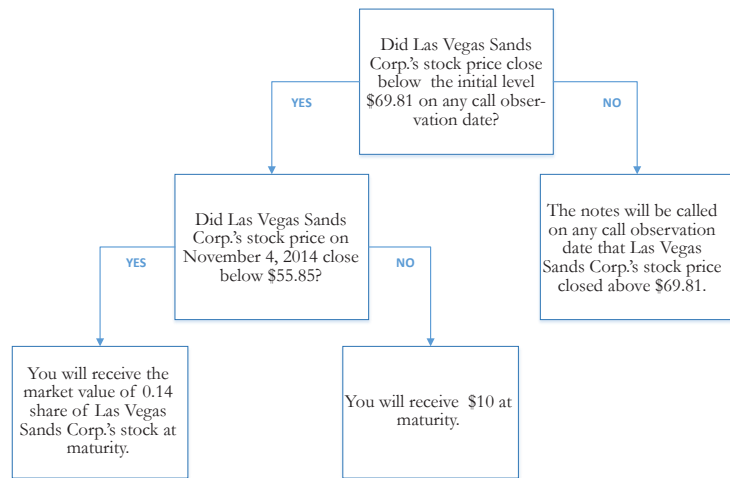 Did Las Vegas Sands
Corp.'s stock price close
below the initial level
$69.81 on any call obser-
vation date?
YES
NO
Did Las Vegas Sands
Corp.'s stock price on
November 4, 2014 close
below $55.85?
The notes will be called
on any call observation
date that Las Vegas
Sands Corp.'s stock price
closed above $69.81.
YES
NO
You will receive the
market value of 0.14
share of Las Vegas
Sands Corp.'s stock at
maturity.
You will receive $10 at
maturity.